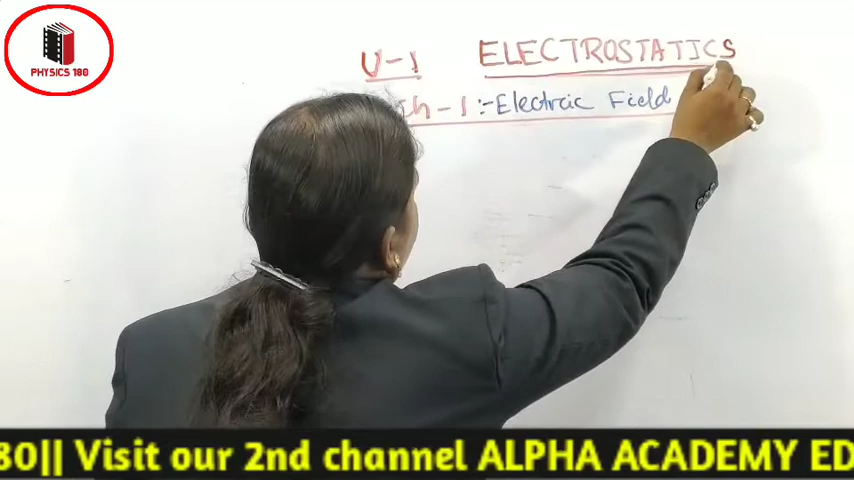 PHYSICS 180
U-1 ELECTROSTATICS
Ch-1 :- Electric Field
80|| Visit our 2nd channel ALPHA ACADEMY ED